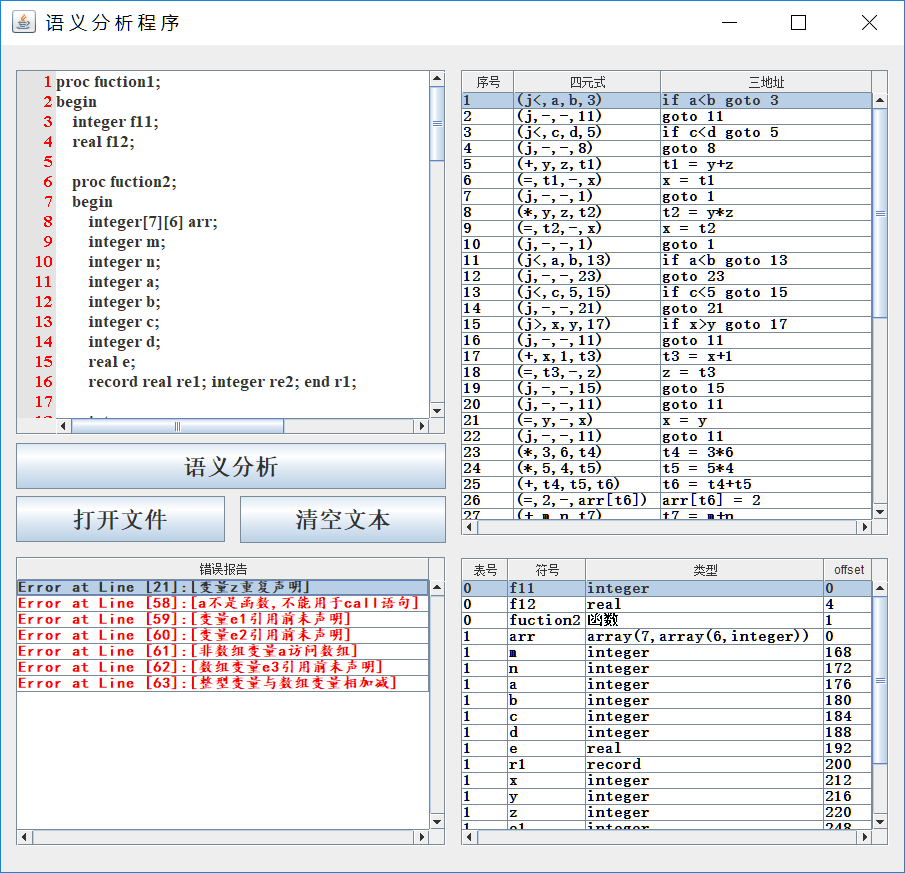 语义分析程序
1 proc fuction1;
2 begin
3 integer f11;
4 real f12;
5
6 proc fuction2;
7 begin
8 integer[7][6] arr;
9 integer m;
10 integer n;
11 integer a;
12 integer b;
13 integer c;
14 integer d;
15 real e;
16 record real re1; integer re2; end r1;
17
语义分析
打开文件 清空文本
序号 四元式 三地址
1 (j<,a,b,3) if a<b goto 3
2 (j,-,-,11) goto 11
3 (j<,c,d,5) if c<d goto 5
4 (j,-,-,8) goto 8
5 (+,y,z,t1) t1 = y+z
6 (=,t1,-,x) x = t1
7 (j,-,-,1) goto 1
8 (*,y,z,t2) t2 = y*z
9 (=,t2,-,x) x = t2
10 (j,-,-,1) goto 1
11 (j<,a,b,13) if a<b goto 13
12 (j,-,-,23) goto 23
13 (j<,c,5,15) if c<5 goto 15
14 (j,-,-,21) goto 21
15 (j>,x,y,17) if x>y goto 17
16 (j,-,-,11) goto 11
17 (+,x,1,t3) t3 = x+1
18 (=,t3,-,z) z = t3
19 (j,-,-,15) goto 15
20 (j,-,-,11) goto 11
21 (=,y,-,x) x = y
22 (j,-,-,11) goto 11
23 (*,3,6,t4) t4 = 3*6
24 (*,5,4,t5) t5 = 5*4
25 (+,t4,t5,t6) t6 = t4+t5
26 (=,2,-,arr[t6]) arr[t6] = 2
27 (+,m,n,t7) t7 = m+n
错误报告
Error at Line [21]:[变量z重复声明]
Error at Line [58]:[a不是函数,不能用于call语句]
Error at Line [59]:[变量e1引用前未声明]
Error at Line [60]:[变量e2引用前未声明]
Error at Line [61]:[非数组变量a访问数组]
Error at Line [62]:[数组变量e3引用前未声明]
Error at Line [63]:[整型变量与数组变量相加减]
表号 符号 类型 offset
0 f11 integer 0
0 f12 real 4
0 fuction2 函数 1
1 arr array(7,array(6,integer)) 0
1 m integer 168
1 n integer 172
1 a integer 176
1 b integer 180
1 c integer 184
1 d integer 188
1 e real 192
1 r1 record 200
1 x integer 212
1 y integer 216
1 z integer 220
1 integer 248